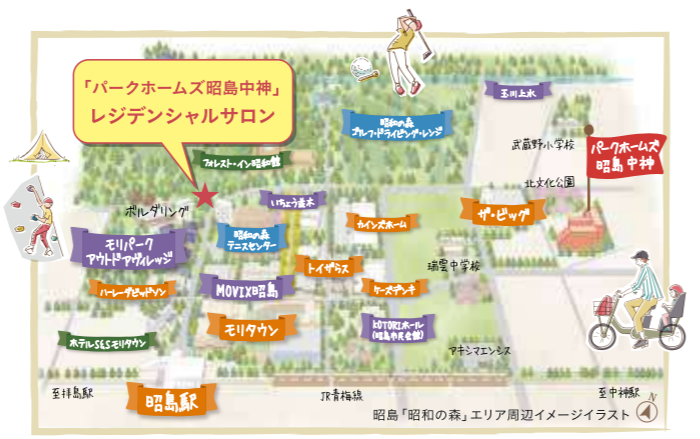 「パークホームズ昭島中神」
レジデンシャルサロン
玉川上水
昭和の森
ゴルフ・ドライビング・レンジ
武蔵野小学校
パークホームズ
昭島 中神
フォレスト・イン 昭和館
北文化公園
いちょう並木
ボルダリング
カインズホーム
ザ・ビッグ
昭和の森
テニスセンター
モリパーク
アウトドアヴィレッジ
トイザらス
瑞雲中学校
ハーレーダビッドソン
MOVIX昭島
ケーズデンキ
モリタウン
KOTORIホール
(昭島市民会館)
ホテルS&Sモリタウン
アキシマエンシス
至拝島駅
昭島駅
JR青梅線
至中神駅
昭島「昭和の森」エリア周辺イメージイラスト
N